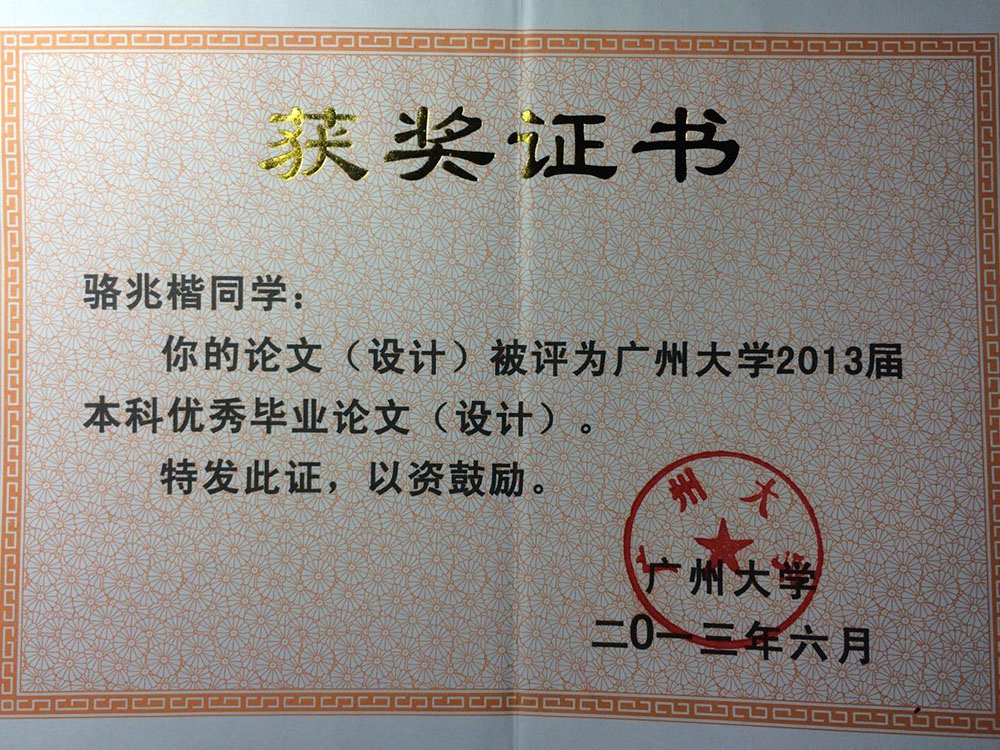 获奖证书
骆兆楷同学：
你的论文（设计）被评为广州大学2013届
本科优秀毕业论文（设计）。
特发此证，以资鼓励。
广州大学
广州大学
二0一三年六月